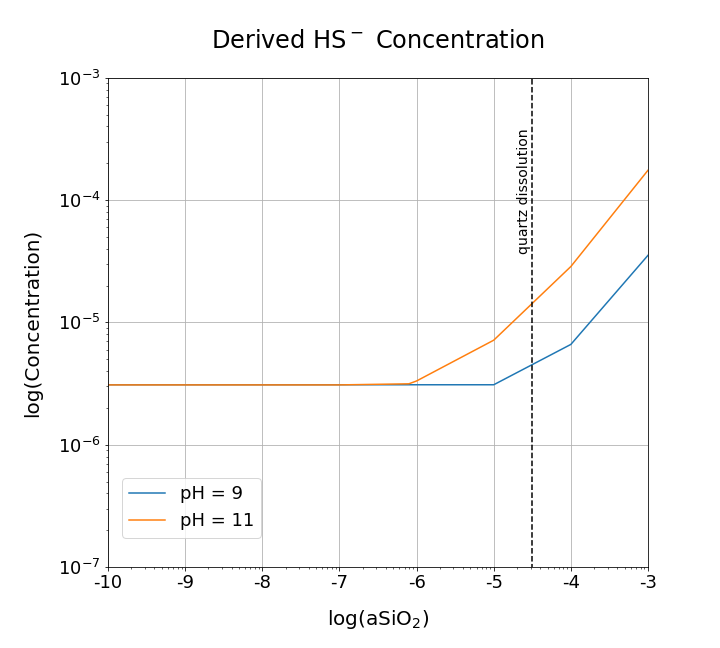 Derived HS⁻ Concentration
10⁻³
10⁻⁴
10⁻⁵
10⁻⁶
10⁻⁷
log(Concentration)
quartz dissolution
pH = 9
pH = 11
-10 -9 -8 -7 -6 -5 -4 -3
log(aSiO₂)